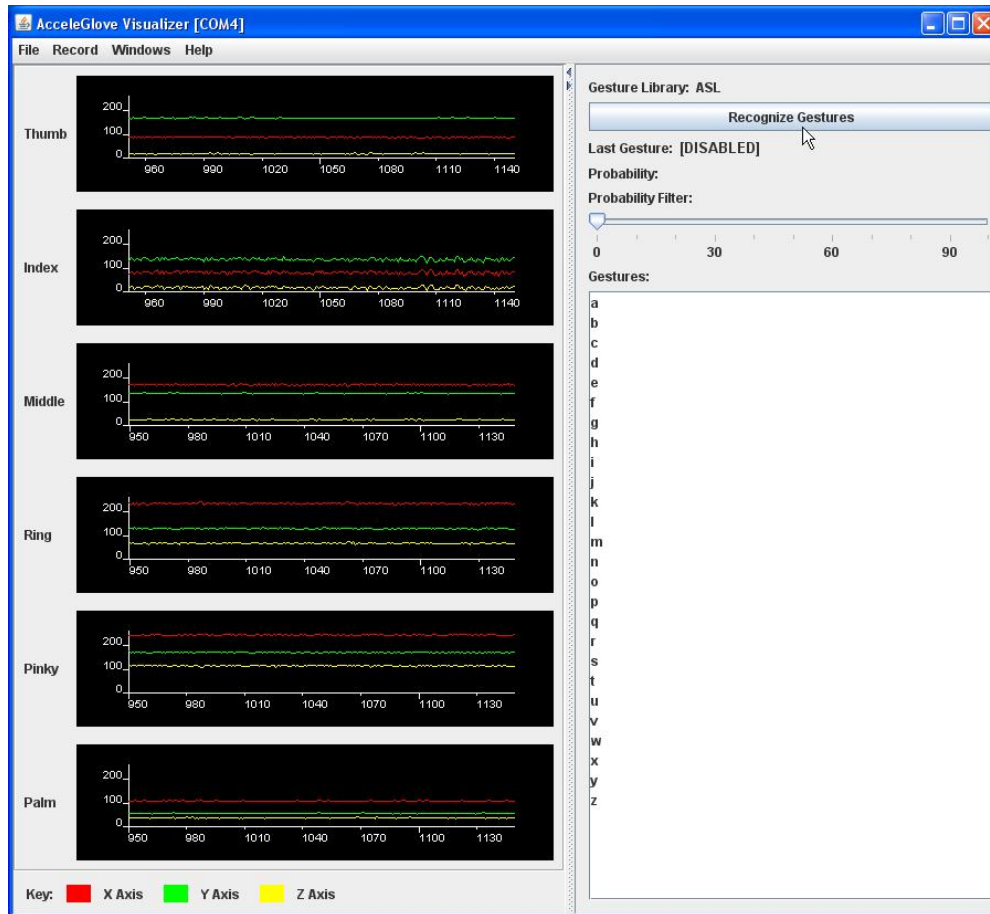 AcceleGlove Visualizer [COM4]
File Record Windows Help
Thumb
200
100
0
960 990 1020 1050 1080 1110 1140
Index
200
100
0
960 990 1020 1050 1080 1110 1140
Middle
200
100
0
950 980 1010 1040 1070 1100 1130
Ring
200
100
0
950 980 1010 1040 1070 1100 1130
Pinky
200
100
0
950 980 1010 1040 1070 1100 1130
Palm
200
100
0
950 980 1010 1040 1070 1100 1130
Key: X Axis Y Axis Z Axis
Gesture Library: ASL
Recognize Gestures
Last Gesture: [DISABLED]
Probability:
Probability Filter:
0 30 60 90
Gestures:
a
b
c
d
e
f
g
h
i
j
k
l
m
n
o
p
q
r
s
t
u
v
w
x
y
z